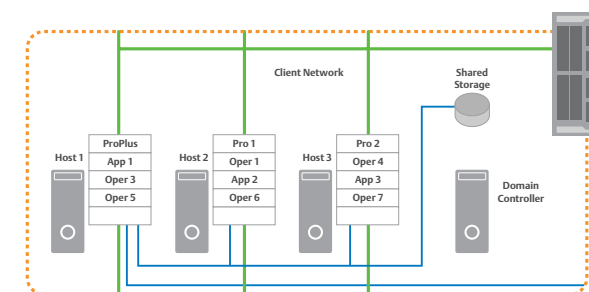 Client Network
Shared
Storage
Host 1
ProPlus
App 1
Oper 3
Oper 5
Host 2
Pro 1
Oper 1
App 2
Oper 6
Host 3
Pro 2
Oper 4
App 3
Oper 7
Domain
Controller